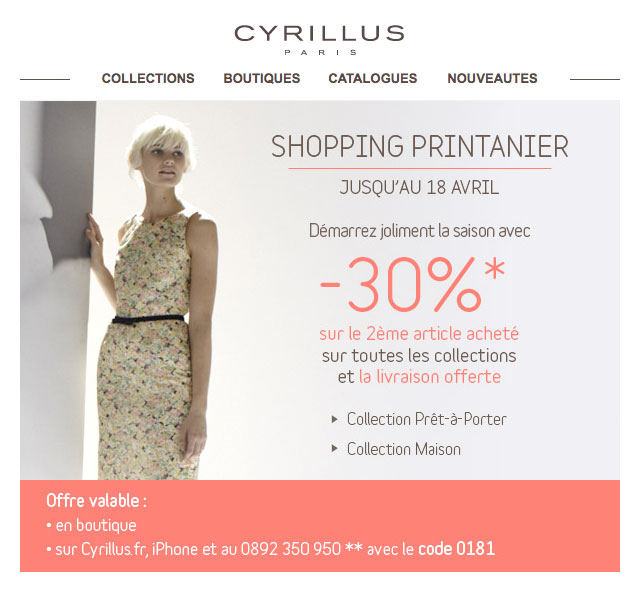 CYRILLUS
PARIS
COLLECTIONS BOUTIQUES CATALOGUES NOUVEAUTES
SHOPPING PRINTANIER
JUSQU'AU 18 AVRIL
Démarrez joliment la saison avec
-30%*
sur le 2ème article acheté
sur toutes les collections
et la livraison offerte
Collection Prêt-à-Porter
Collection Maison
Offre valable :
• en boutique
• sur Cyrillus.fr, iPhone et au 0892 350 950 ** avec le code 0181